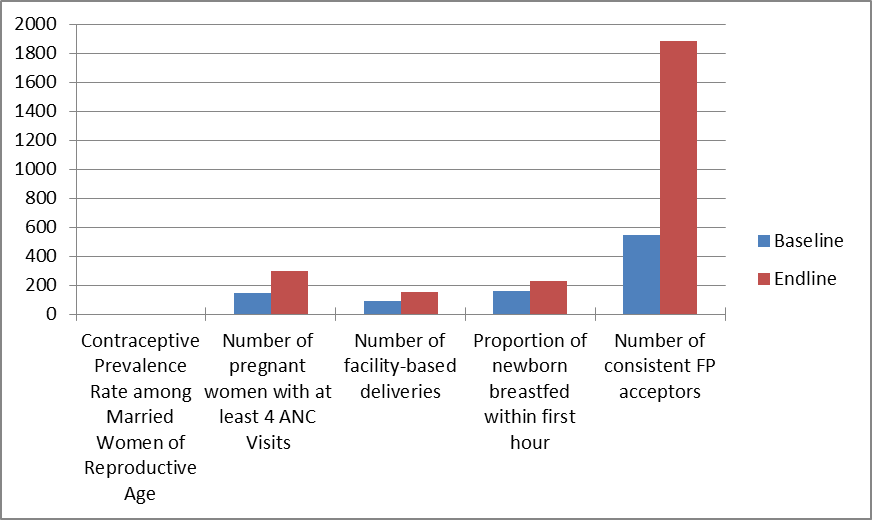 2000
1800
1600
1400
1200
1000
800
600
400
200
0
Contraceptive
Prevalence
Rate among
Married
Women of
Reproductive
Age
Number of
pregnant
women with at
least 4 ANC
Visits
Number of
facility-based
deliveries
Proportion of
newborn
breastfed
within first
hour
Number of
consistent FP
acceptors
Baseline
Endline